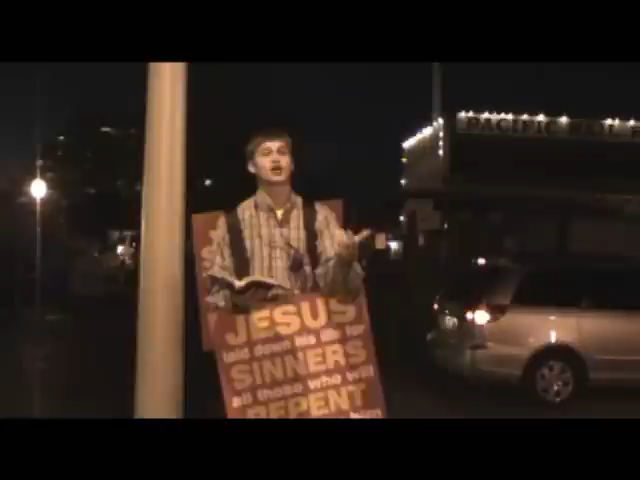 PACIFIC
JESUS
laid down his life for
SINNERS
all those who will
REPENT